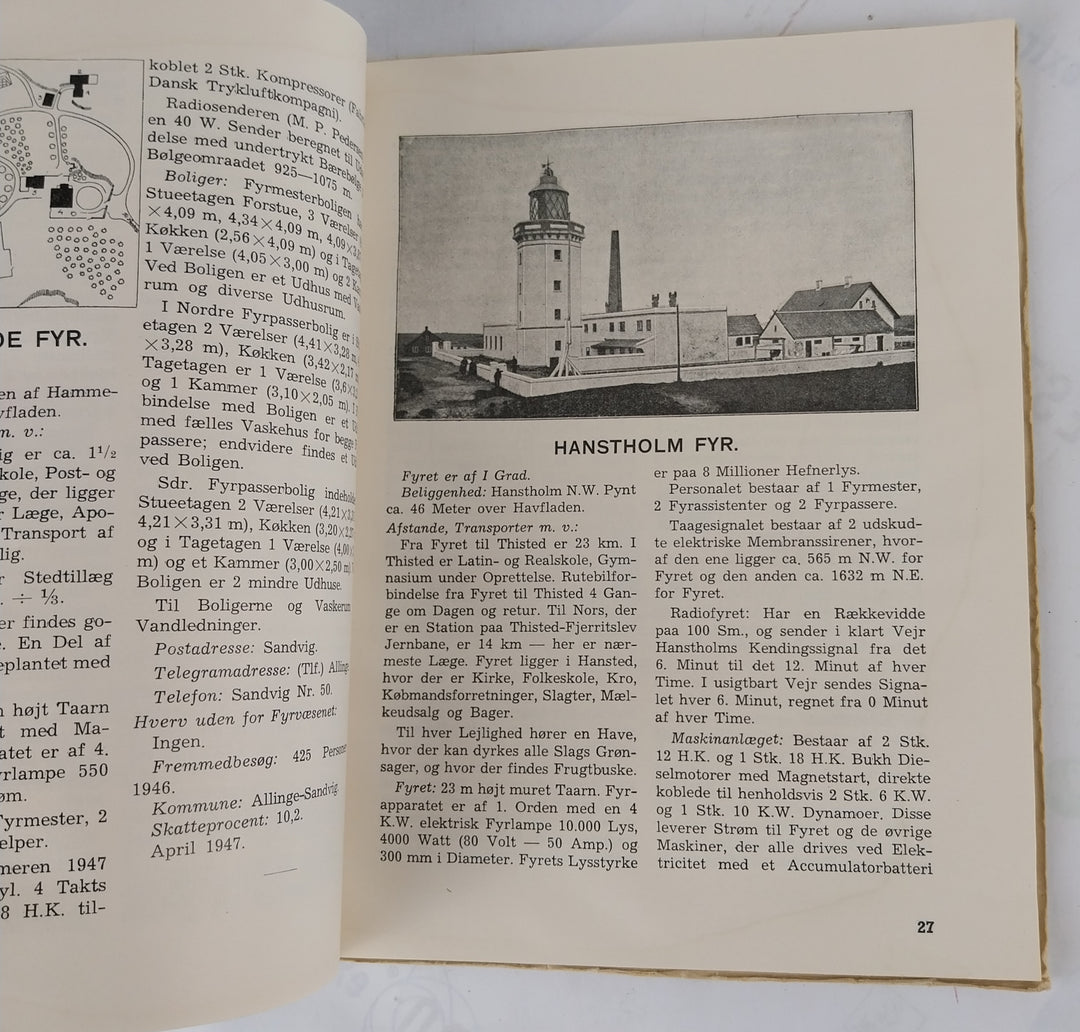 DE FYR.
en af Hamme-
vfladen.
m. v.:
ig er ca. 1½
kole, Post- og
ge, der ligger
r Læge, Apo-
Transport af
lig.
r Stedtillæg
. ÷ ⅓.
er findes go-
. En Del af
eplantet med
n højt Taarn
t med Ma-
atet er af 4.
yrlampe 550
øm.
Fyrmester, 2
ælper.
meren 1947
yl. 4 Takts
8 H.K. til-
koblet 2 Stk. Kompressorer
Dansk Trykluftkompagni).
Radiosenderen (M. P. Peders
en 40 W. Sender beregnet til
delse med undertrykt Bærebølge
Bølgeomraadet 925—1075 m.
Boliger: Fyrmesterboligen
Stueetagen Forstue, 3 Værelser
×4,09 m, 4,34×4,09 m, 4,09×
Køkken (2,56×4,09 m) og i Tage
1 Værelse (4,05×3,00 m) og 2
Ved Boligen er et Udhus med
rum og diverse Udhusrum.
I Nordre Fyrpasserbolig er i
etagen 2 Værelser (4,41×3,28 m
×3,28 m), Køkken (3,42×2,17
Tagetagen er 1 Værelse (3,6×
og 1 Kammer (3,10×2,05 m).
bindelse med Boligen er et
med fælles Vaskehus for begge
passere; endvidere findes et
ved Boligen.
Sdr. Fyrpasserbolig indeholde
Stueetagen 2 Værelser (4,21×
4,21×3,31 m), Køkken (3,20×
og i Tagetagen 1 Værelse (4,00
m) og et Kammer (3,00×2,50 m)
Boligen er 2 mindre Udhuse.
Til Boligerne og Vaskerum
Vandledninger.
Postadresse: Sandvig.
Telegramadresse: (Tlf.) Alling
Telefon: Sandvig Nr. 50.
Hverv uden for Fyrvæsenet:
Ingen.
Fremmedbesøg: 425 Persone
1946.
Kommune: Allinge-Sandvig.
Skatteprocent: 10,2.
April 1947.
HANSTHOLM FYR.
Fyret er af I Grad.
Beliggenhed: Hanstholm N.W. Pynt
ca. 46 Meter over Havfladen.
Afstande, Transporter m. v.:
Fra Fyret til Thisted er 23 km. I
Thisted er Latin- og Realskole, Gym-
nasium under Oprettelse. Rutebilfor-
bindelse fra Fyret til Thisted 4 Gan-
ge om Dagen og retur. Til Nors, der
er en Station paa Thisted-Fjerritslev
Jernbane, er 14 km — her er nær-
meste Læge. Fyret ligger i Hansted,
hvor der er Kirke, Folkeskole, Kro,
Købmandsforretninger, Slagter, Mæl-
keudsalg og Bager.
Til hver Lejlighed hører en Have,
hvor der kan dyrkes alle Slags Grøn-
sager, og hvor der findes Frugtbuske.
Fyret: 23 m højt muret Taarn. Fyr-
apparatet er af 1. Orden med en 4
K.W. elektrisk Fyrlampe 10.000 Lys,
4000 Watt (80 Volt — 50 Amp.) og
300 mm i Diameter. Fyrets Lysstyrke
er paa 8 Millioner Hefnerlys.
Personalet bestaar af 1 Fyrmester,
2 Fyrassistenter og 2 Fyrpassere.
Taagesignalet bestaar af 2 udskud-
te elektriske Membransirener, hvor-
af den ene ligger ca. 565 m N.W. for
Fyret og den anden ca. 1632 m N.E.
for Fyret.
Radiofyret: Har en Rækkevidde
paa 100 Sm., og sender i klart Vejr
Hanstholms Kendingssignal fra det
6. Minut til det 12. Minut af hver
Time. I usigtbart Vejr sendes Signa-
let hver 6. Minut, regnet fra 0 Minut
af hver Time.
Maskinanlæget: Bestaar af 2 Stk.
12 H.K. og 1 Stk. 18 H.K. Bukh Die-
selmotorer med Magnetstart, direkte
koblede til henholdsvis 2 Stk. 6 K.W.
og 1 Stk. 10 K.W. Dynamoer. Disse
leverer Strøm til Fyret og de øvrige
Maskiner, der alle drives ved Elek-
tricitet med et Accumulatorbatteri
27